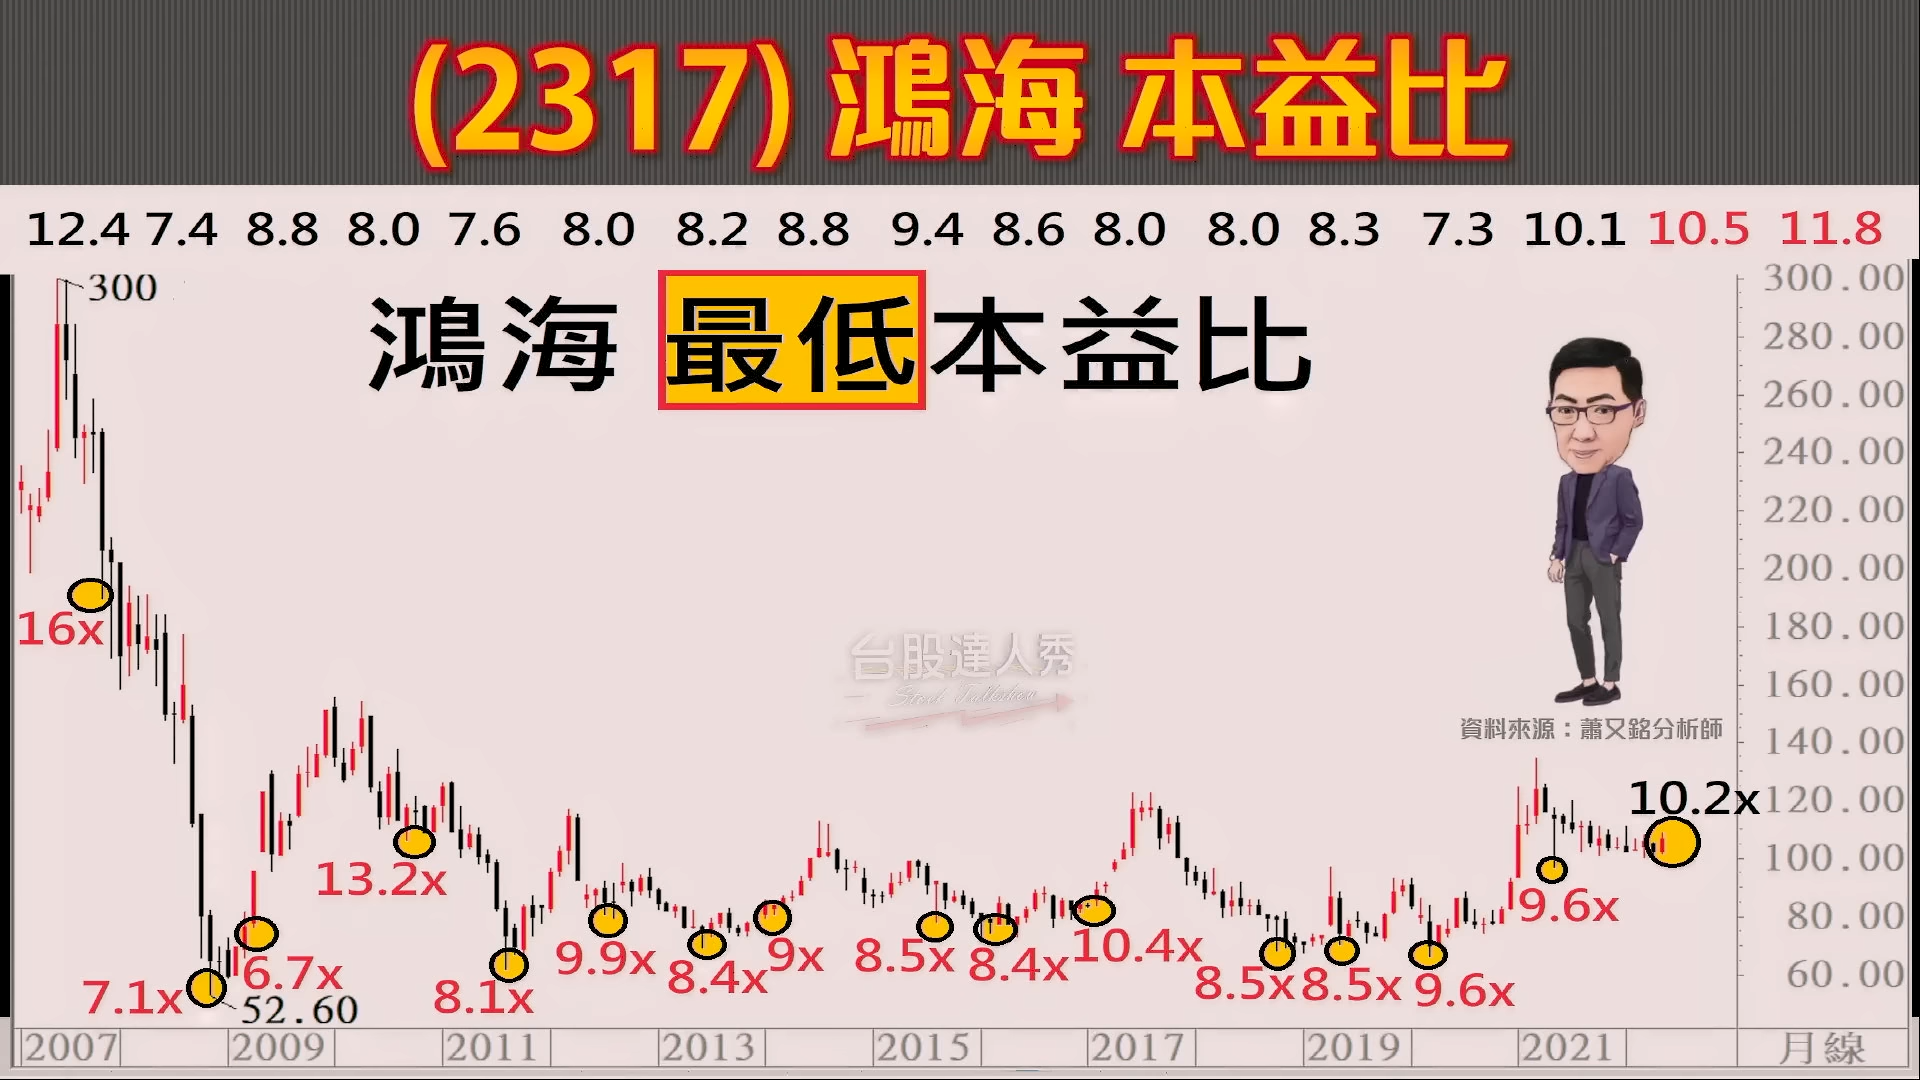 (2317) 鴻海 本益比
12.4 7.4 8.8 8.0 7.6 8.0 8.2 8.8 9.4 8.6 8.0 8.0 8.3 7.3 10.1 10.5 11.8
300
鴻海 最低本益比
300.00
280.00
260.00
240.00
220.00
200.00
180.00
160.00
140.00
120.00
100.00
80.00
60.00
台股達人秀
Stock Talkshow
資料來源：蕭又銘分析師
16x
7.1x
6.7x
52.60
13.2x
8.1x
9.9x
8.4x
9x
8.5x
8.4x
10.4x
8.5x
8.5x
9.6x
9.6x
10.2x
2007 2009 2011 2013 2015 2017 2019 2021 月線